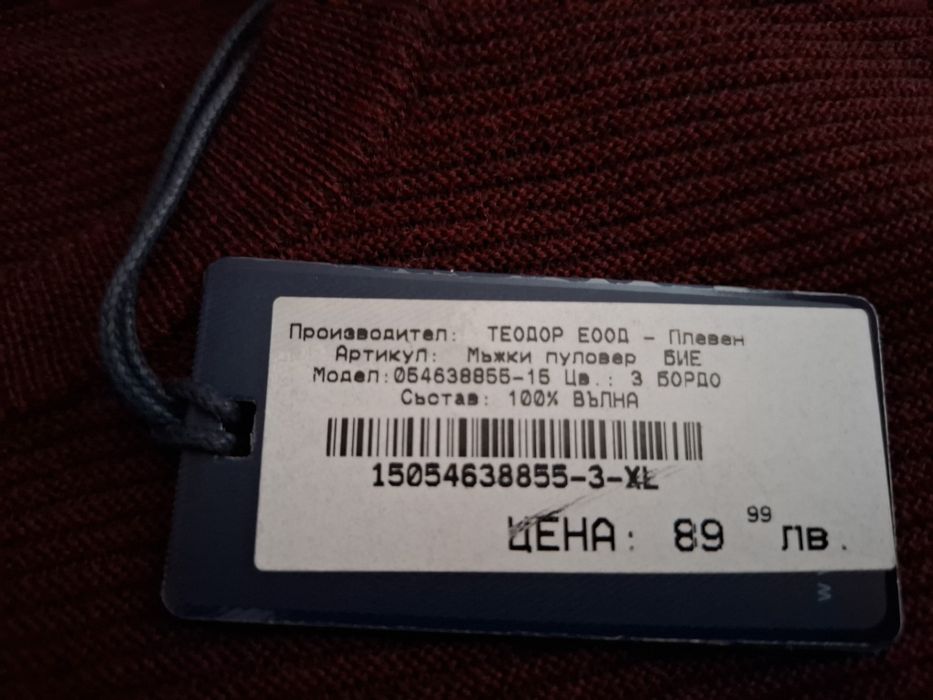 Производител: ТЕОДОР ЕООД - Плевен
Артикул: Мъжки пуловер БИЕ
Модел:054638855-15 Цв.: 3 БОРДО
Състав: 100% ВЪЛНА
15054638855-3-XL
ЦЕНА: 89 99 лв.
W